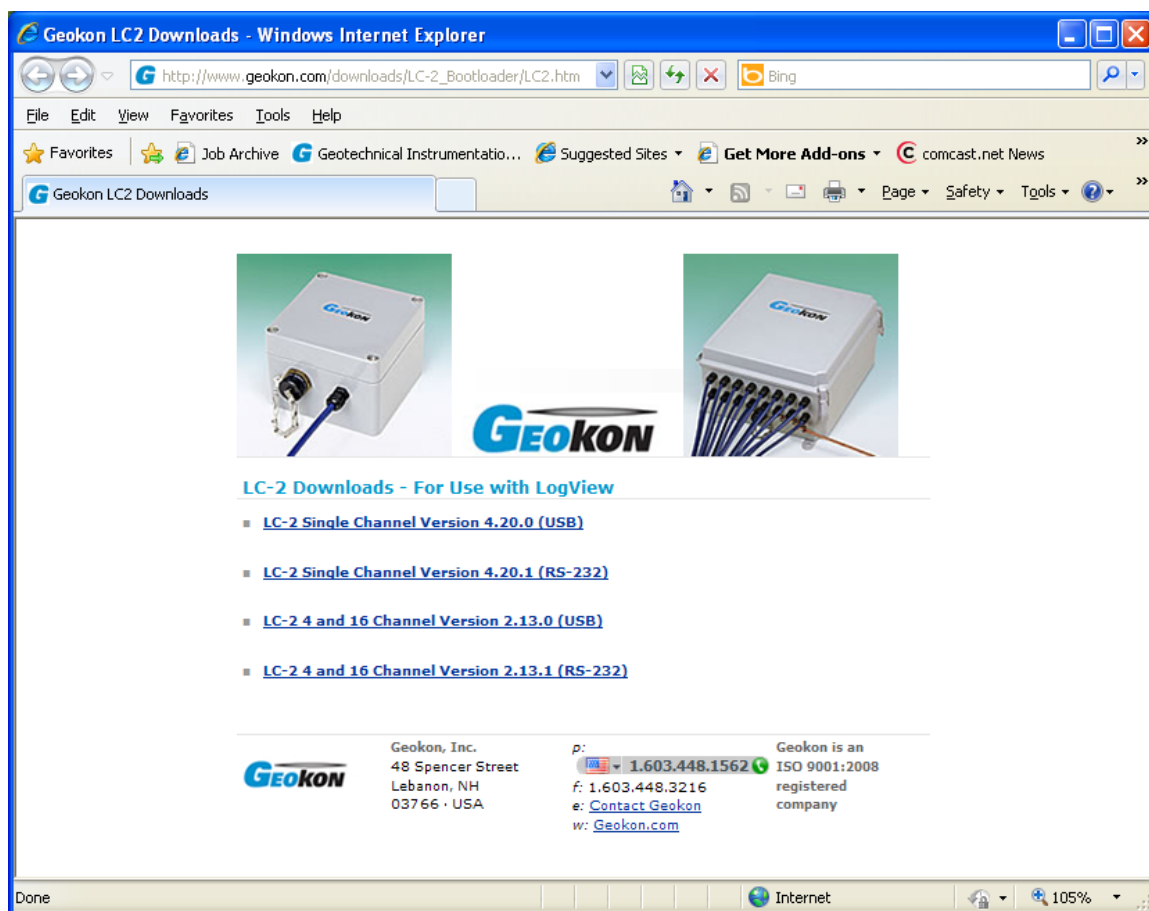 Geokon LC2 Downloads - Windows Internet Explorer
http://www.geokon.com/downloads/LC-2_Bootloader/LC2.htm
Bing
File Edit View Favorites Tools Help
Favorites Job Archive Geotechnical Instrumentatio... Suggested Sites Get More Add-ons comcast.net News »
Geokon LC2 Downloads Page Safety Tools »
GEOKON
GEOKON
GEOKON
LC-2 Downloads - For Use with LogView
LC-2 Single Channel Version 4.20.0 (USB)
LC-2 Single Channel Version 4.20.1 (RS-232)
LC-2 4 and 16 Channel Version 2.13.0 (USB)
LC-2 4 and 16 Channel Version 2.13.1 (RS-232)
GEOKON
Geokon, Inc.
48 Spencer Street
Lebanon, NH
03766 · USA
p:
1.603.448.1562
f: 1.603.448.3216
e: Contact Geokon
w: Geokon.com
Geokon is an
ISO 9001:2008
registered
company
Done Internet 105%